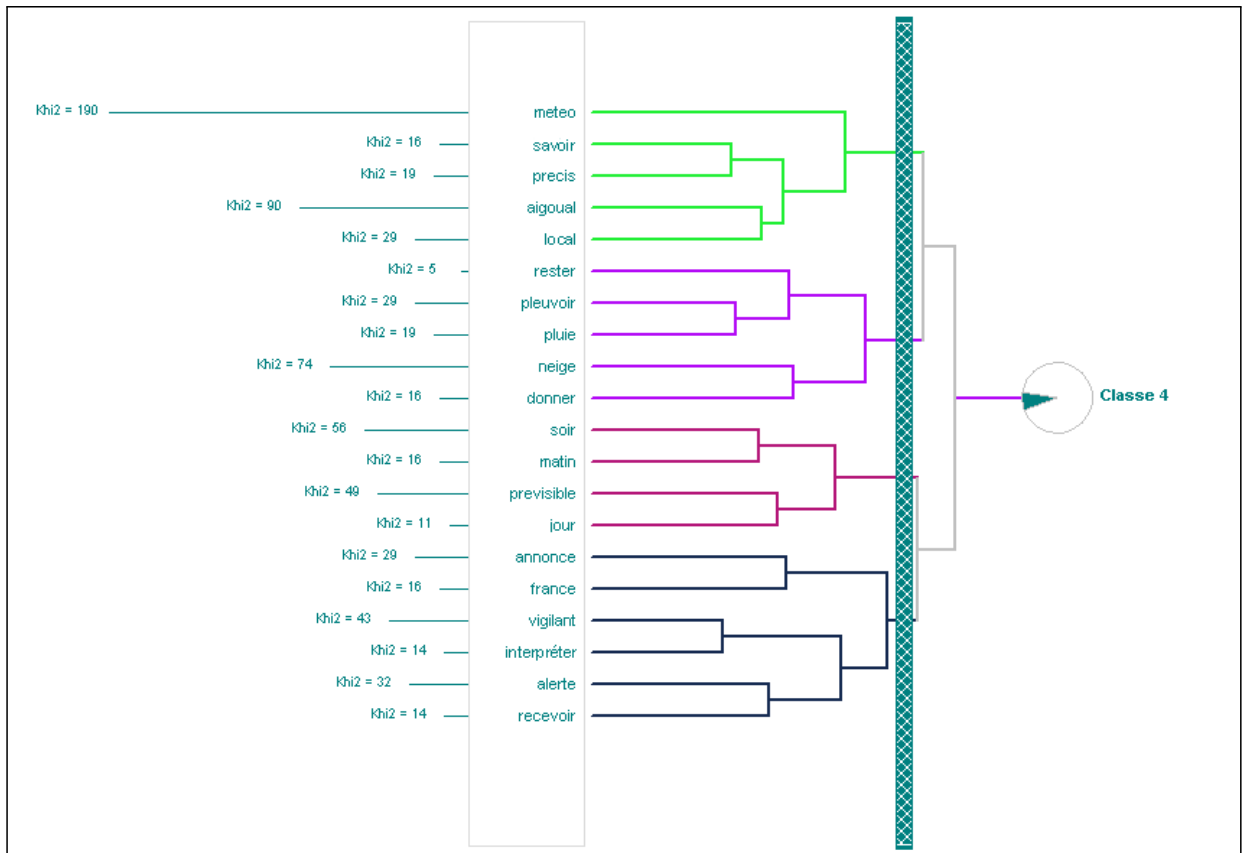 Khi2 = 190 meteo
Khi2 = 16 savoir
Khi2 = 19 precis
Khi2 = 90 aigoual
Khi2 = 29 local
Khi2 = 5 rester
Khi2 = 29 pleuvoir
Khi2 = 19 pluie
Khi2 = 74 neige
Khi2 = 16 donner
Classe 4
Khi2 = 56 soir
Khi2 = 16 matin
Khi2 = 49 previsible
Khi2 = 11 jour
Khi2 = 29 annonce
Khi2 = 16 france
Khi2 = 43 vigilant
Khi2 = 14 interpréter
Khi2 = 32 alerte
Khi2 = 14 recevoir